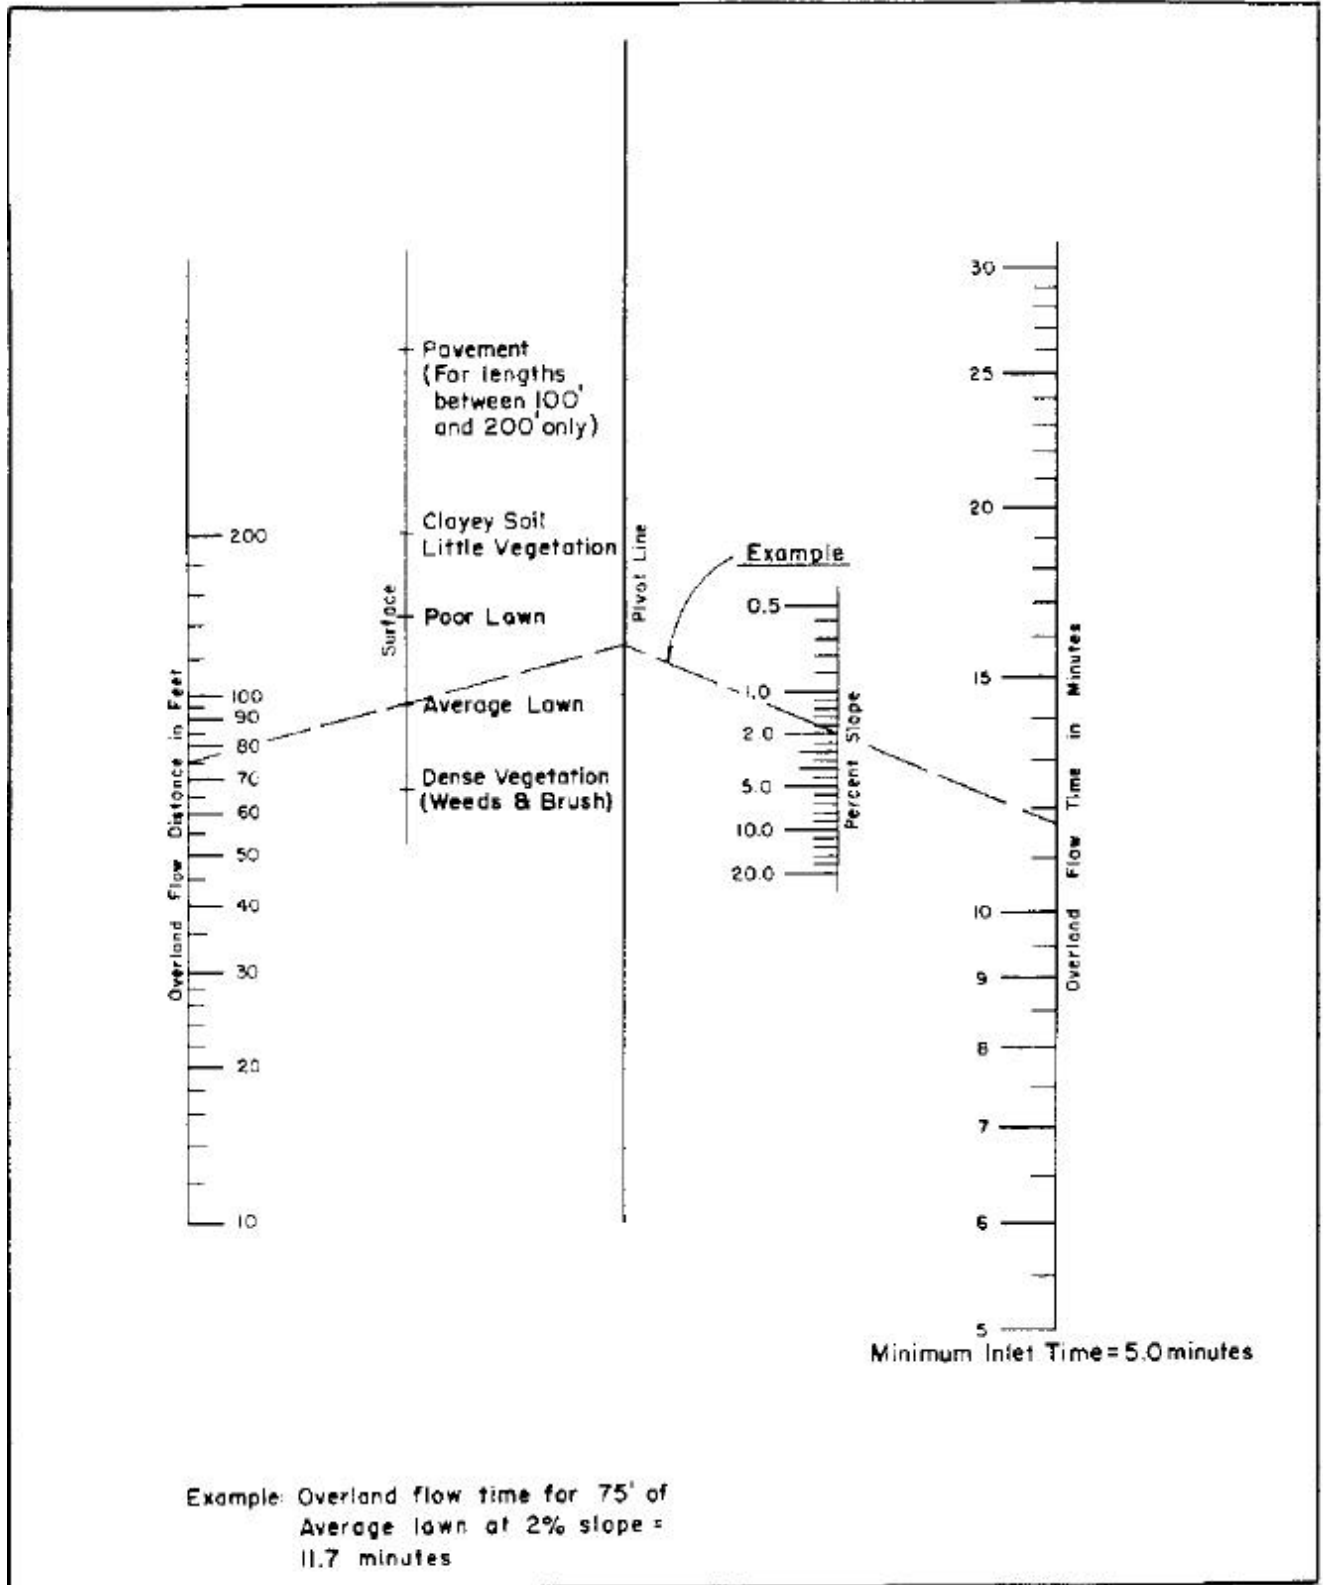 Pavement
(For lengths
between 100'
and 200' only)
Clayey Soil
Little Vegetation
Poor Lawn
Average Lawn
Dense Vegetation
(Weeds & Brush)
Surface
Overland Flow Distance in Feet
200
100
90
80
70
60
50
40
30
20
10
Pivot Line
Example
0.5
1.0
2.0
5.0
10.0
20.0
Percent Slope
30
25
20
15
10
9
8
7
6
5
Overland Flow Time in Minutes
Minimum Inlet Time = 5.0 minutes
Example: Overland flow time for 75' of
Average lawn at 2% slope =
11.7 minutes